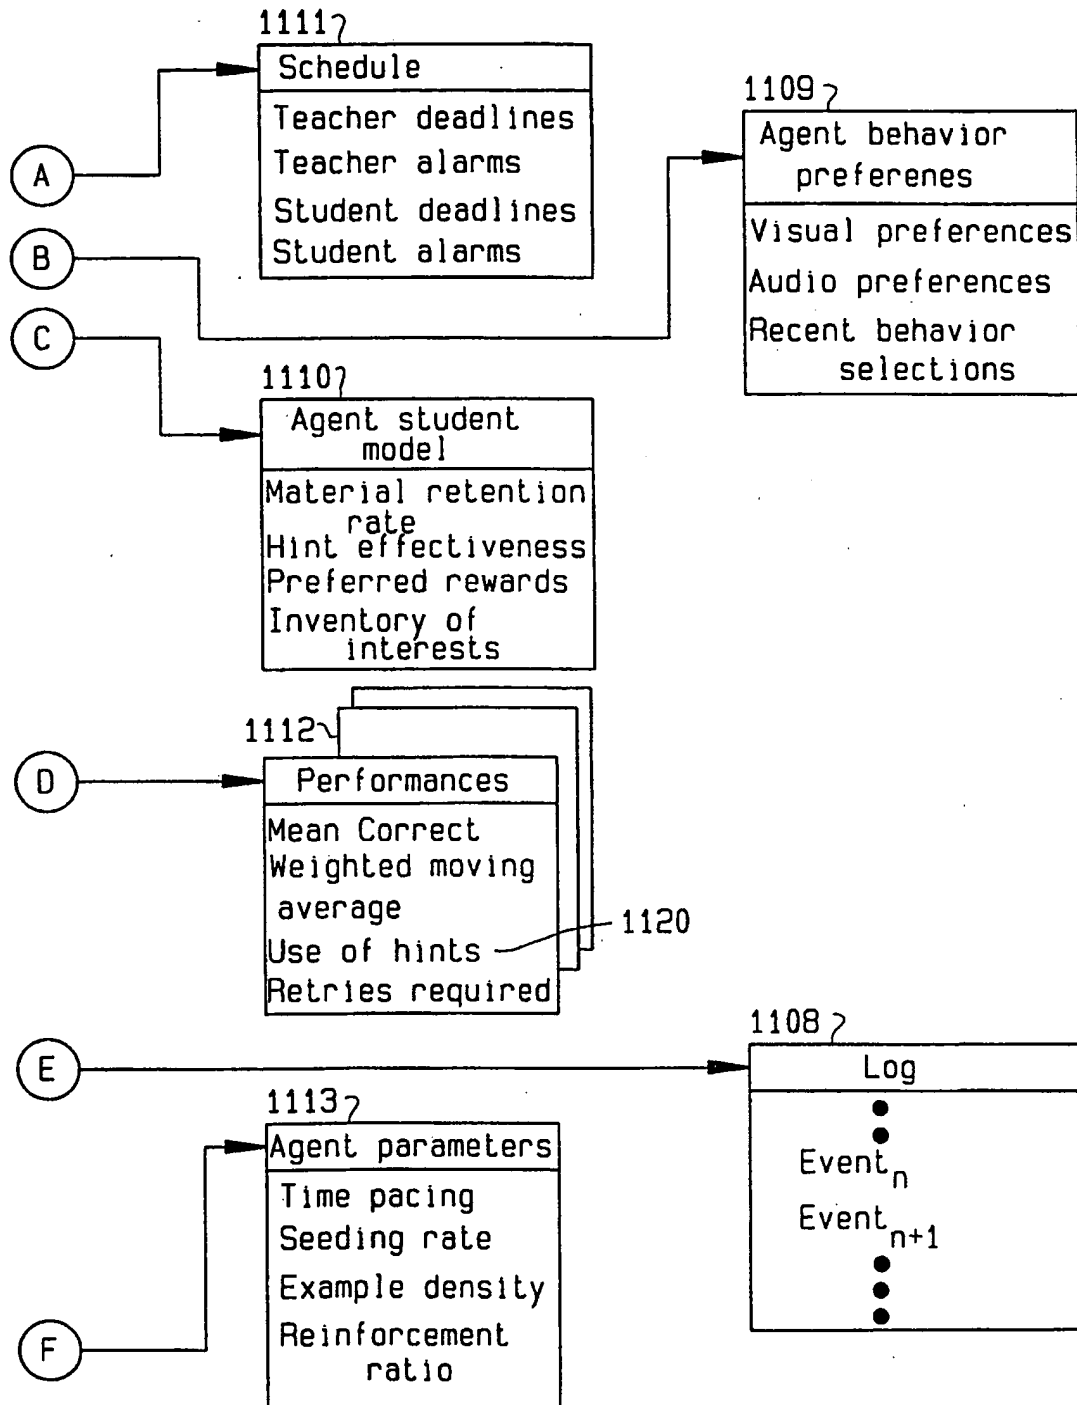 1111
Schedule
Teacher deadlines
Teacher alarms
Student deadlines
Student alarms
A
B
C
1109
Agent behavior
preferenes
Visual preferences
Audio preferences
Recent behavior
selections
1110
Agent student
model
Material retention
rate
Hint effectiveness
Preferred rewards
Inventory of
interests
1112
D
Performances
Mean Correct
Weighted moving
average
Use of hints
1120
Retries required
E
1108
Log
Event n
Event n+1
1113
Agent parameters
Time pacing
Seeding rate
Example density
Reinforcement
ratio
F